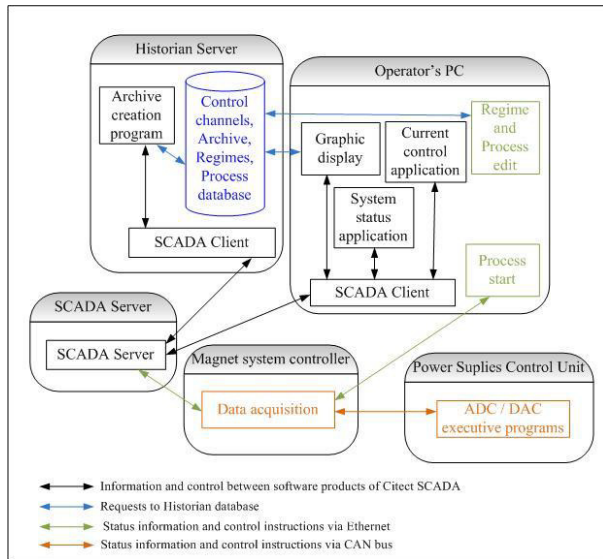 Historian Server
Archive
creation
program
Control
channels,
Archive,
Regimes,
Process
database
SCADA Client
Operator's PC
Graphic
display
Current
control
application
Regime
and
Process
edit
System
status
application
SCADA Client
Process
start
SCADA Server
SCADA Server
Magnet system controller
Data acquisition
Power Suplies Control Unit
ADC / DAC
executive programs
Information and control between software products of Citect SCADA
Requests to Historian database
Status information and control instructions via Ethernet
Status information and control instructions via CAN bus